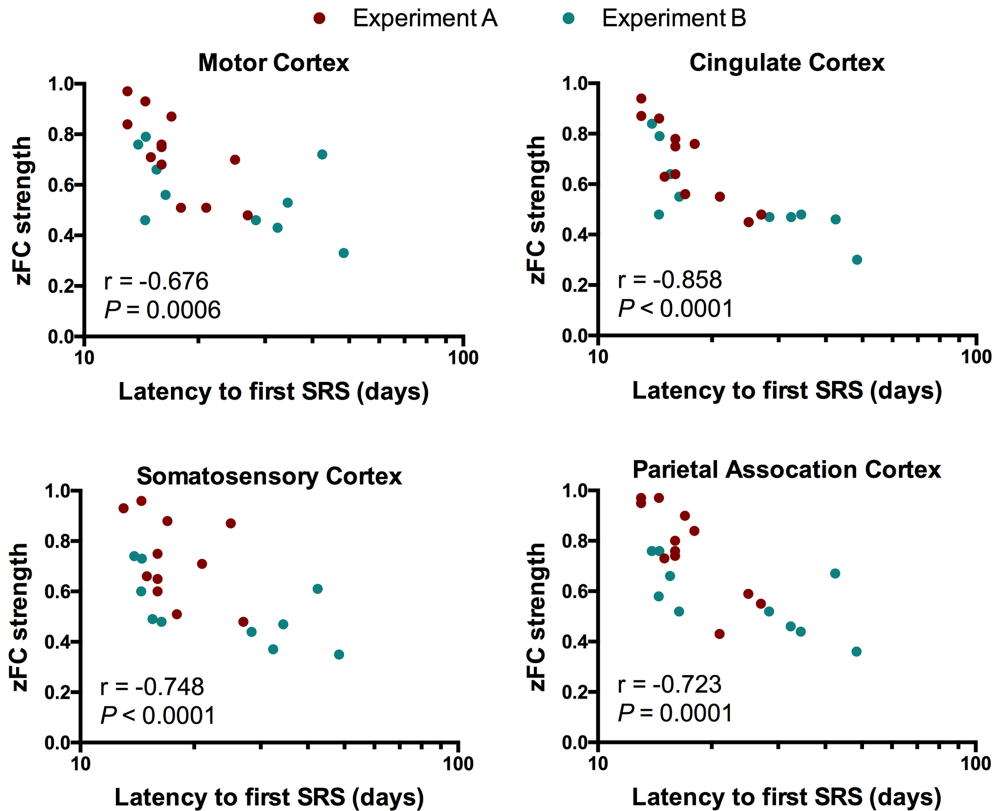 Experiment A Experiment B
Motor Cortex
zFC strength
1.0
0.8
0.6
0.4
0.2
0.0
r = -0.676
P = 0.0006
10 100
Latency to first SRS (days)
Cingulate Cortex
zFC strength
1.0
0.8
0.6
0.4
0.2
0.0
r = -0.858
P < 0.0001
10 100
Latency to first SRS (days)
Somatosensory Cortex
zFC strength
1.0
0.8
0.6
0.4
0.2
0.0
r = -0.748
P < 0.0001
10 100
Latency to first SRS (days)
Parietal Assocation Cortex
zFC strength
1.0
0.8
0.6
0.4
0.2
0.0
r = -0.723
P = 0.0001
10 100
Latency to first SRS (days)